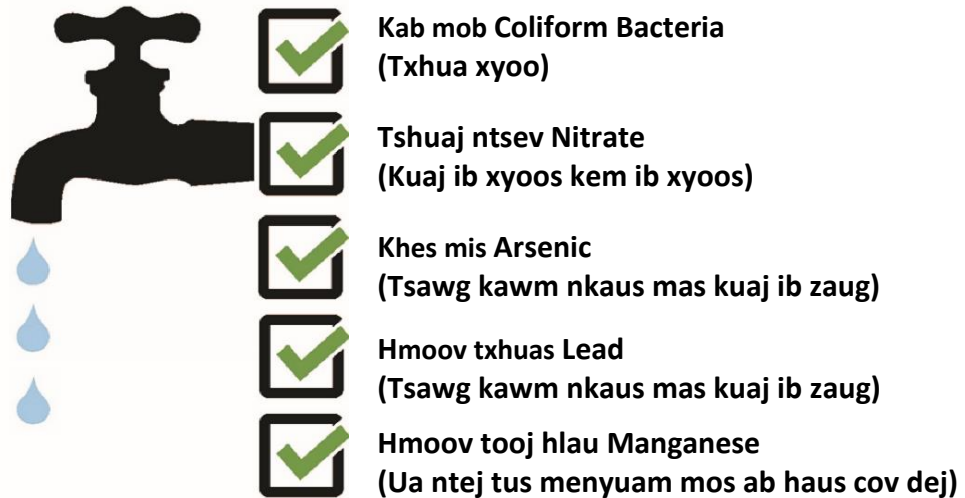 Kab mob Coliform Bacteria
(Txhua xyoo)
Tshuaj ntsev Nitrate
(Kuaj ib xyoos kem ib xyoos)
Khes mis Arsenic
(Tsawg kawm nkaus mas kuaj ib zaug)
Hmoov txhuas Lead
(Tsawg kawm nkaus mas kuaj ib zaug)
Hmoov tooj hlau Manganese
(Ua ntej tus menyuam mos ab haus cov dej)